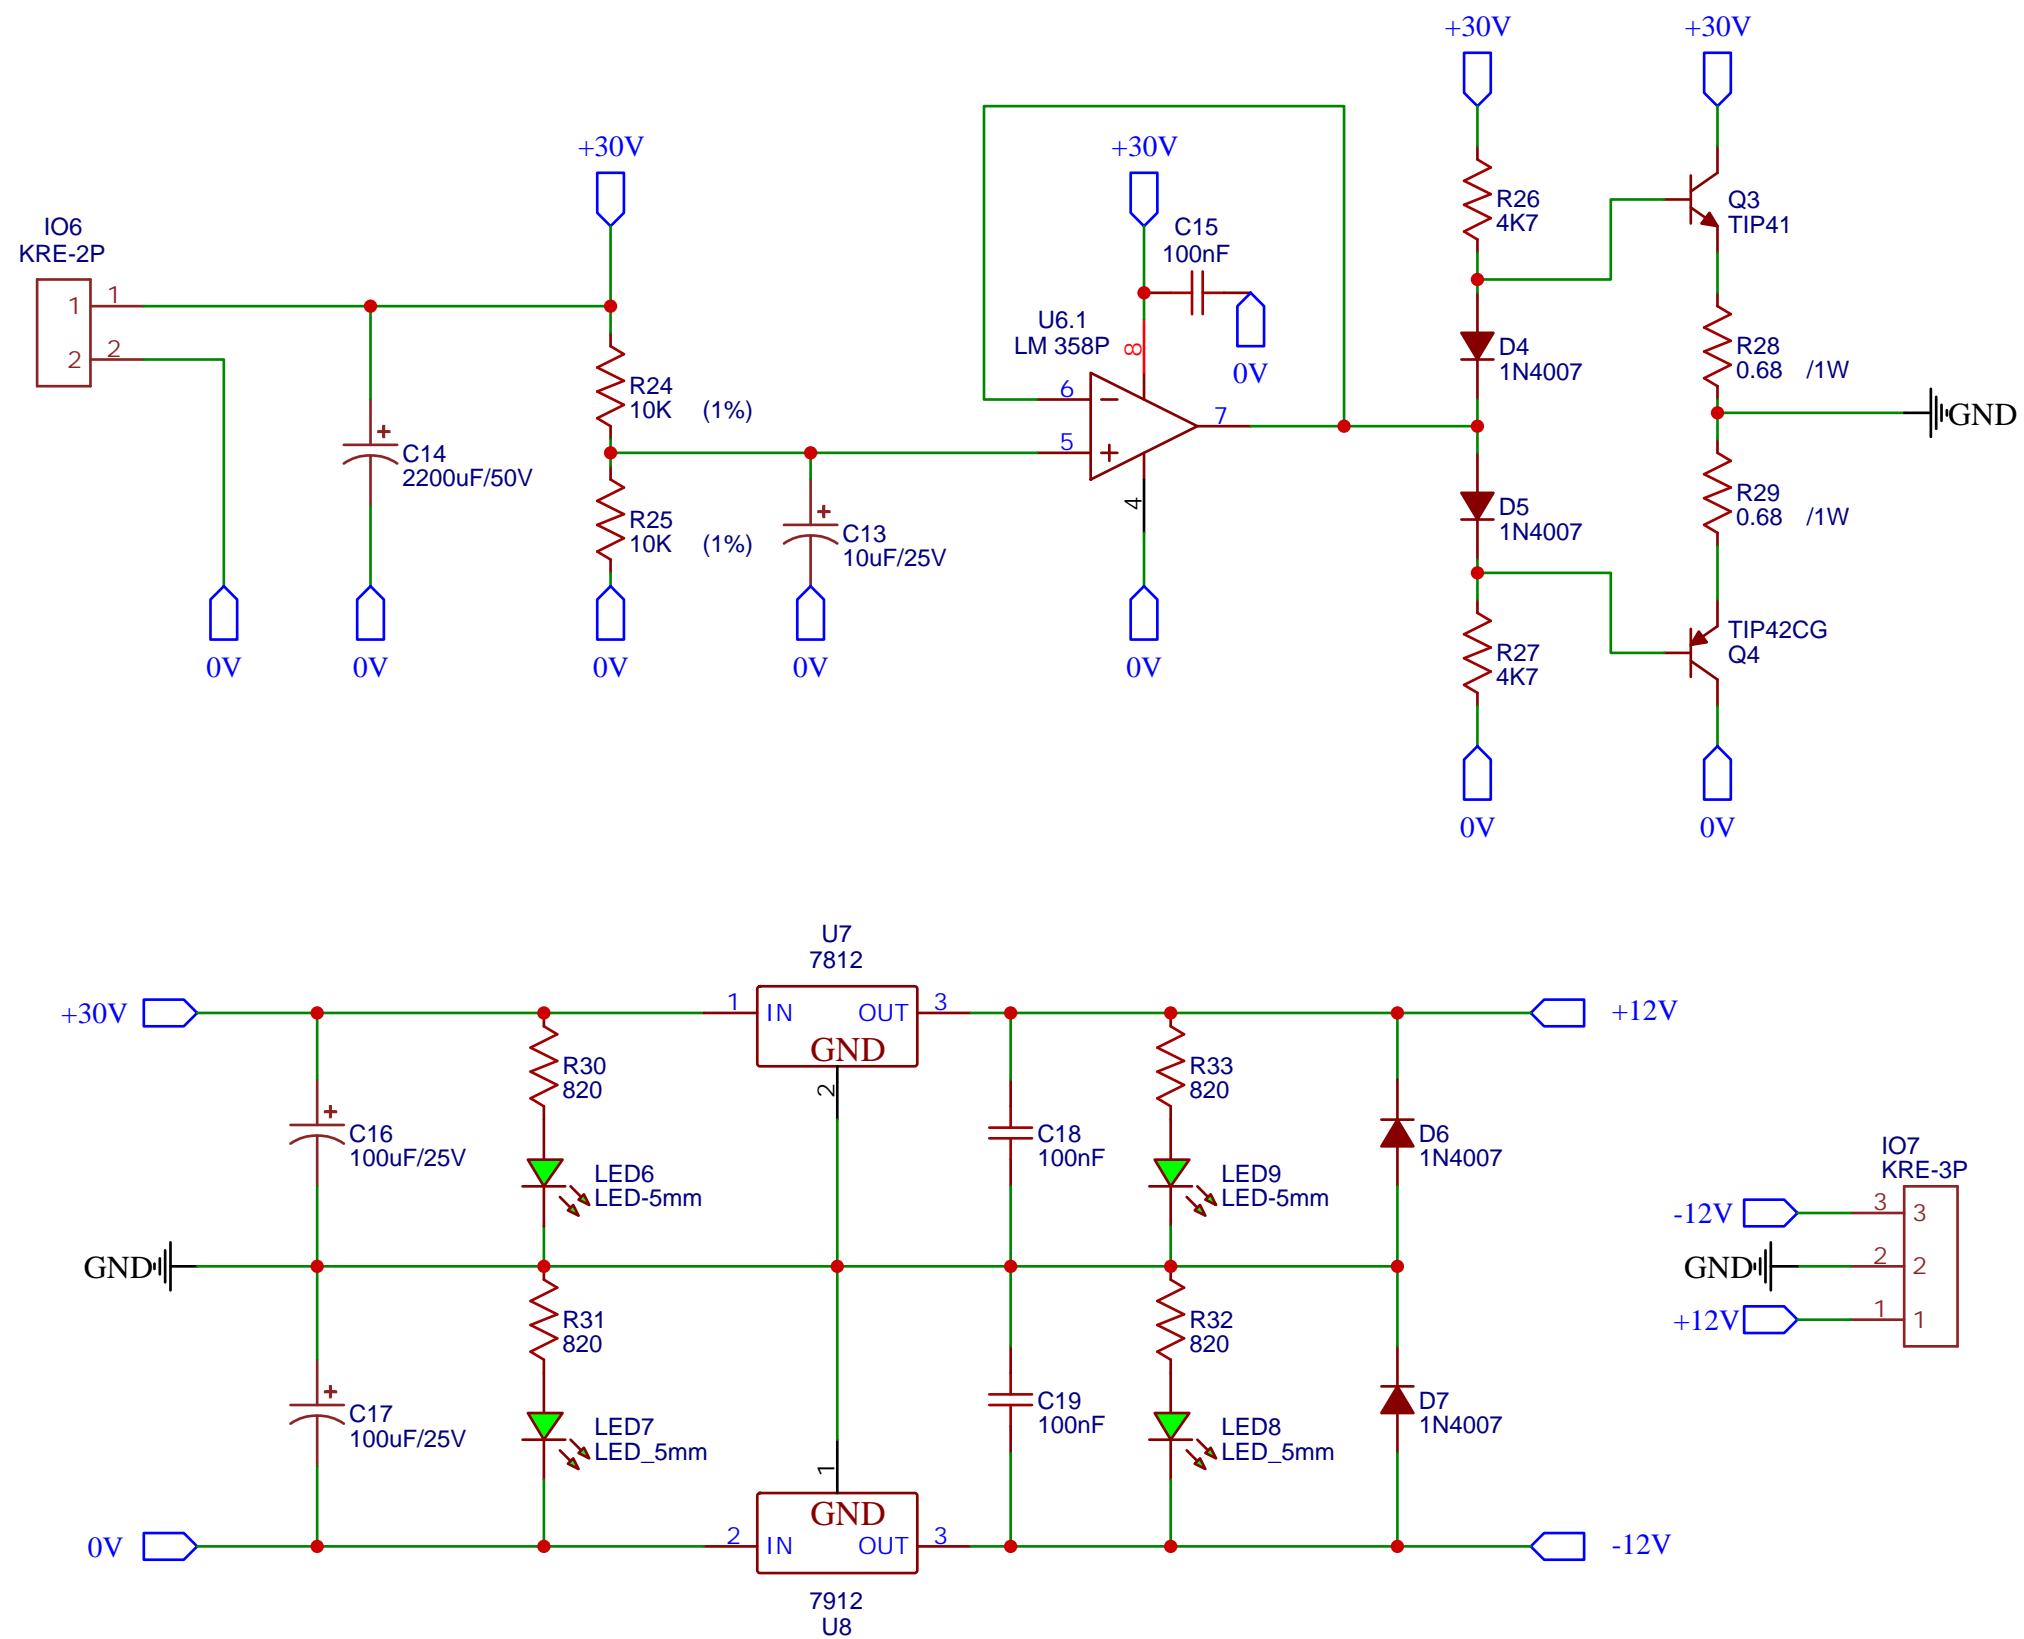 +30V
+30V
+30V
+30V
IO6
KRE-2P
1
1
2
2
C15
100nF
R26
4K7
Q3
TIP41
U6.1
LM 358P
8
0V
R24
10K (1%)
6
5
7
4
D4
1N4007
R28
0.68 /1W
GND
C14
2200uF/50V
R25
10K (1%)
C13
10uF/25V
D5
1N4007
R29
0.68 /1W
0V
0V
0V
0V
0V
R27
4K7
TIP42CG
Q4
0V
0V
U7
7812
+30V
1
IN
OUT
3
GND
2
+12V
R30
820
R33
820
C16
100uF/25V
LED6
LED-5mm
C18
100nF
LED9
LED-5mm
D6
1N4007
IO7
KRE-3P
-12V
3
3
GND
GND
2
2
+12V
1
1
R31
820
R32
820
C17
100uF/25V
LED7
LED_5mm
C19
100nF
LED8
LED_5mm
D7
1N4007
1
GND
0V
2
IN
OUT
3
-12V
7912
U8